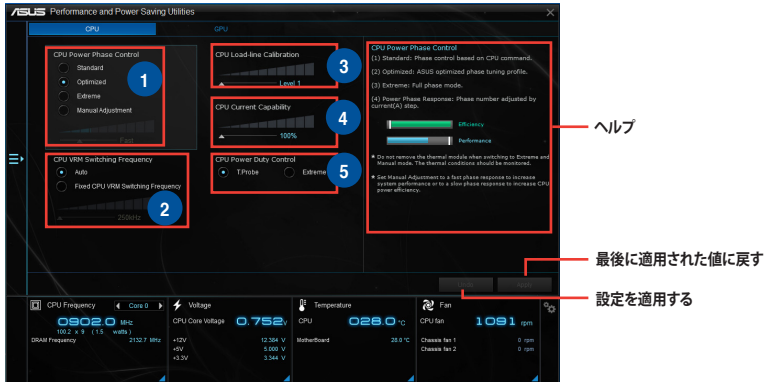 ASUS Performance and Power Saving Utilities
CPU
GPU
CPU Power Phase Control
Standard
Optimized
Extreme
Manual Adjustment
Fast
1
CPU VRM Switching Frequency
Auto
Fixed CPU VRM Switching Frequency
250kHz
2
CPU Load-line Calibration
Level 1
3
CPU Current Capability
100%
4
CPU Power Duty Control
T.Probe
Extreme
5
CPU Power Phase Control
(1) Standard: Phase control based on CPU command.
(2) Optimized: ASUS optimized phase tuning profile.
(3) Extreme: Full phase mode.
(4) Power Phase Response: Phase number adjusted by
current(A) step.
Efficiency
Performance
* Do not remove the thermal module when switching to Extreme and
Manual mode. The thermal conditions should be monitored.
* Set Manual Adjustment to a fast phase response to increase
system performance or to a slow phase response to increase CPU
power efficiency.
ヘルプ
最後に適用された値に戻す
設定を適用する
Undo
Apply
CPU Frequency
Core 0
0902.0 MHz
100.2 x 9 (1.5 watts)
DRAM Frequency 2132.7 MHz
Voltage
CPU Core Voltage 0.752v
+12V 12.384 V
+5V 5.000 V
+3.3V 3.344 V
Temperature
CPU 028.0 °C
MotherBoard 28.0 °C
Fan
CPU fan 1091 rpm
Chassis fan 1 0 rpm
Chassis fan 2 0 rpm